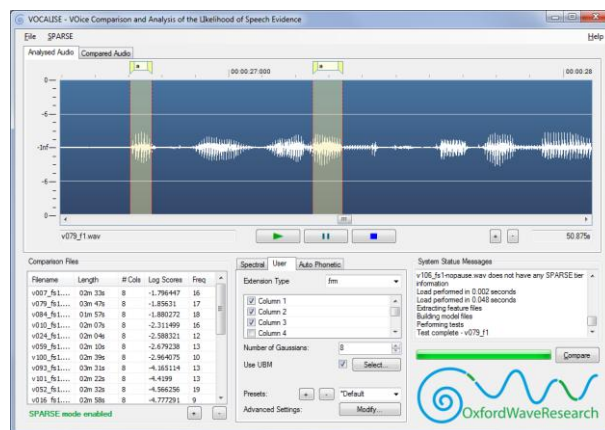 VOCALISE - VOice Comparison and Analysis of the LIkelihood of Speech Evidence
File SPARSE Help
Analysed Audio Compared Audio
a a
00:00:27:000 00:00:28
0
-6
-Inf
-6
0
v079_f1.wav + - 50.875s
Comparison Files
Filename Length # Cols Log Scores Freq
v007_fs1.... 02m 33s 8 -1.796447 16
v079_fs1.... 02m 47s 8 -1.85631 17
v084_fs1.... 01m 57s 8 -1.880272 18
v010_fs1.... 02m 07s 8 -2.311499 16
v024_fs1.... 02m 04s 8 -2.588321 12
v059_fs1.... 02m 10s 8 -2.679238 13
v100_fs1.... 02m 39s 8 -2.964075 10
v093_fs1.... 02m 31s 8 -4.165114 13
v101_fs1.... 02m 22s 8 -4.4199 13
v052_fs1.... 02m 32s 8 -4.566256 19
v016_fs1.... 02m 58s 8 -4.777291 9
SPARSE mode enabled + -
Spectral User Auto Phonetic
Extension Type frm
Column 1
Column 2
Column 3
Column 4
Number of Gaussians: 8
Use UBM Select...
Presets: + - *Default
Advanced Settings: Modify...
System Status Messages
v106_fs1-nopause.wav does not have any SPARSE tier
information
Load performed in 0.002 seconds
Load performed in 0.048 seconds
Extracting feature files
Building model files
Performing tests
Test complete - v079_f1
Compare
OxfordWaveResearch